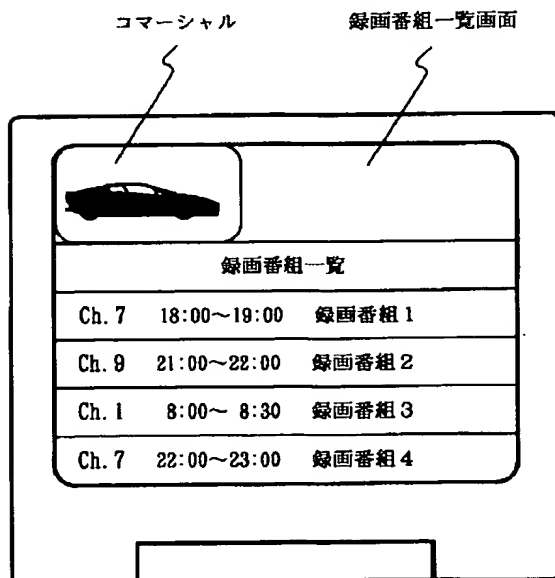 コマーシャル 録画番組一覧画面
録画番組一覧
Ch.7 18:00～19:00 録画番組1
Ch.9 21:00～22:00 録画番組2
Ch.1 8:00～ 8:30 録画番組3
Ch.7 22:00～23:00 録画番組4